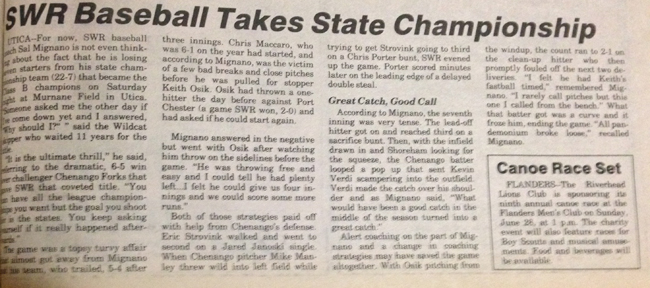 SWR Baseball Takes State Championship
UTICA—For now, SWR baseball
Sal Mignano is not even think-
about the fact that he is losing
starters from his state cham-
team (22-7) that became the
B champions on Saturday
at Murnane Field in Utica.
"Someone asked me the other day if
come down yet and I answered,
'Why should I?'" said the Wildcat
who waited 11 years for the
"It is the ultimate thrill," he said,
referring to the dramatic, 6-5 win
challenger Chenango Forks that
SWR that coveted title. "You
have all the league champion-
you want but the goal you shoot
is the states. You keep asking
yourself if it really happened after-
The game was a topsy turvy affair
almost got away from Mignano
his team, who trailed, 5-4 after
three innings. Chris Maccaro, who
was 6-1 on the year had started, and
according to Mignano, was the victim
of a few bad breaks and close pitches
before he was pulled for stopper
Keith Osik. Osik had thrown a one-
hitter the day before against Port
Chester (a game SWR won, 2-0) and
had asked if he could start again.
Mignano answered in the negative
but went with Osik after watching
him throw on the sidelines before the
game. "He was throwing free and
easy and I could tell he had plenty
left...I felt he could give us four in-
nings and we could score some more
runs."
Both of those strategies paid off
with help from Chenango's defense.
Eric Strovink walked and went to
second on a Jared Junoski single.
When Chenango pitcher Mike Man-
ley threw wild into left field while
trying to get Strovink going to third
on a Chris Porter bunt, SWR evened
up the game. Porter scored minutes
later on the leading edge of a delayed
double steal.
Great Catch, Good Call
According to Mignano, the seventh
inning was very tense. The lead-off
hitter got on and reached third on a
sacrifice bunt. Then, with the infield
drawn in and Shoreham looking for
the squeeze, the Chenango batter
looped a pop up that sent Kevin
Verdi scampering into the outfield.
Verdi made the catch over his shoul-
der and as Mignano said, "What
would have been a good catch in the
middle of the season turned into a
great catch."
Alert coaching on the part of Mig-
nano and a change in coaching
strategies may have saved the game
altogether. With Osik pitching from
the windup, the count ran to 2-1 on
the clean-up hitter who then
promptly fouled off the next two de-
liveries. "I felt he had Keith's
fastball timed," remembered Mig-
nano. "I rarely call pitches but this
one I called from the bench." What
that batter got was a curve and it
froze him, ending the game. "All pan-
demonium broke loose," recalled
Mignano.
Canoe Race Set
FLANDERS—The Riverhead
Lions Club is sponsoring its
ninth annual canoe race at the
Flanders Men's Club on Sunday,
June 28, at 1 p.m. The charity
event will also feature races for
Boy Scouts and musical amuse-
ments. Food and beverages will
be available.